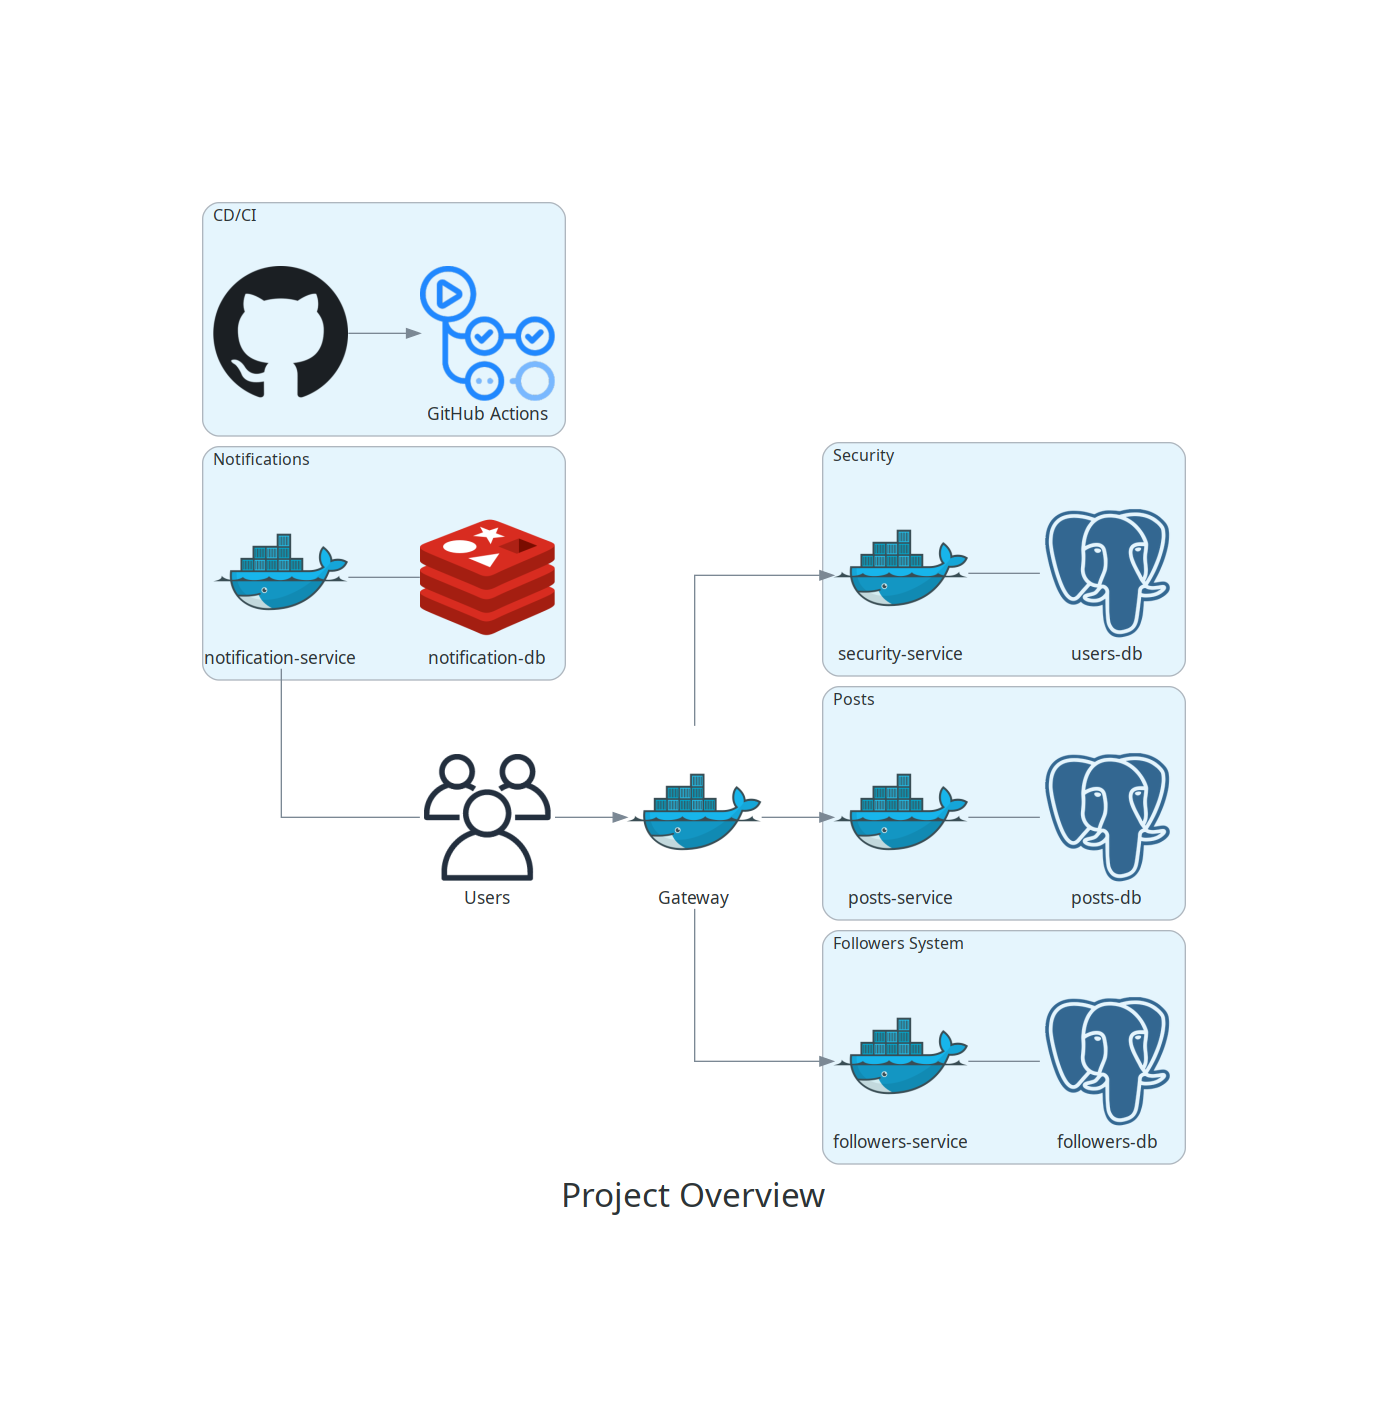 CD/CI
GitHub Actions
Notifications
notification-service
notification-db
Security
security-service
users-db
Posts
Users
Gateway
posts-service
posts-db
Followers System
followers-service
followers-db
Project Overview